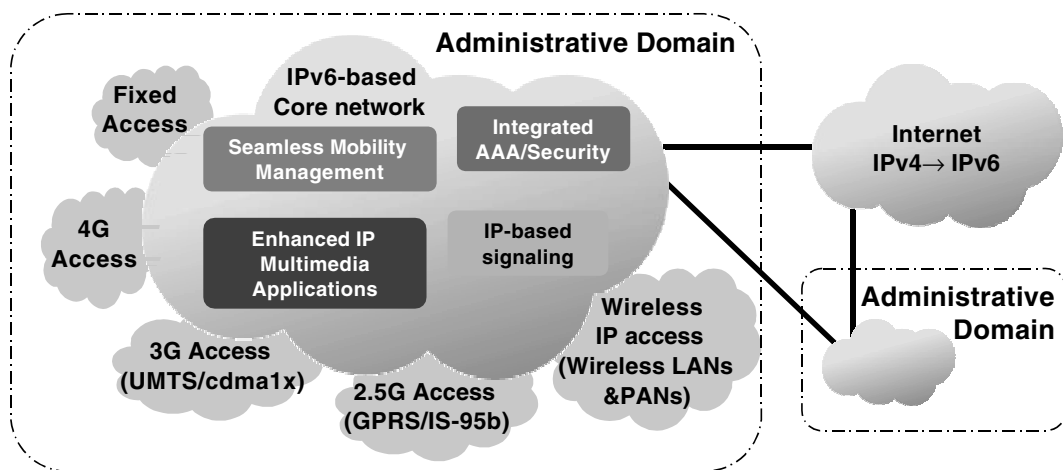 Administrative Domain
IPv6-based
Core network
Fixed
Access
Seamless Mobility
Management
Integrated
AAA/Security
Internet
IPv4→ IPv6
4G
Access
Enhanced IP
Multimedia
Applications
IP-based
signaling
Administrative
Domain
Wireless
IP access
(Wireless LANs
&PANs)
3G Access
(UMTS/cdma1x)
2.5G Access
(GPRS/IS-95b)